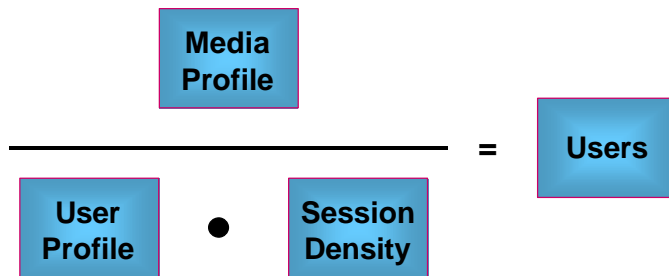 Media
Profile
=
Users
User
Profile
•
Session
Density